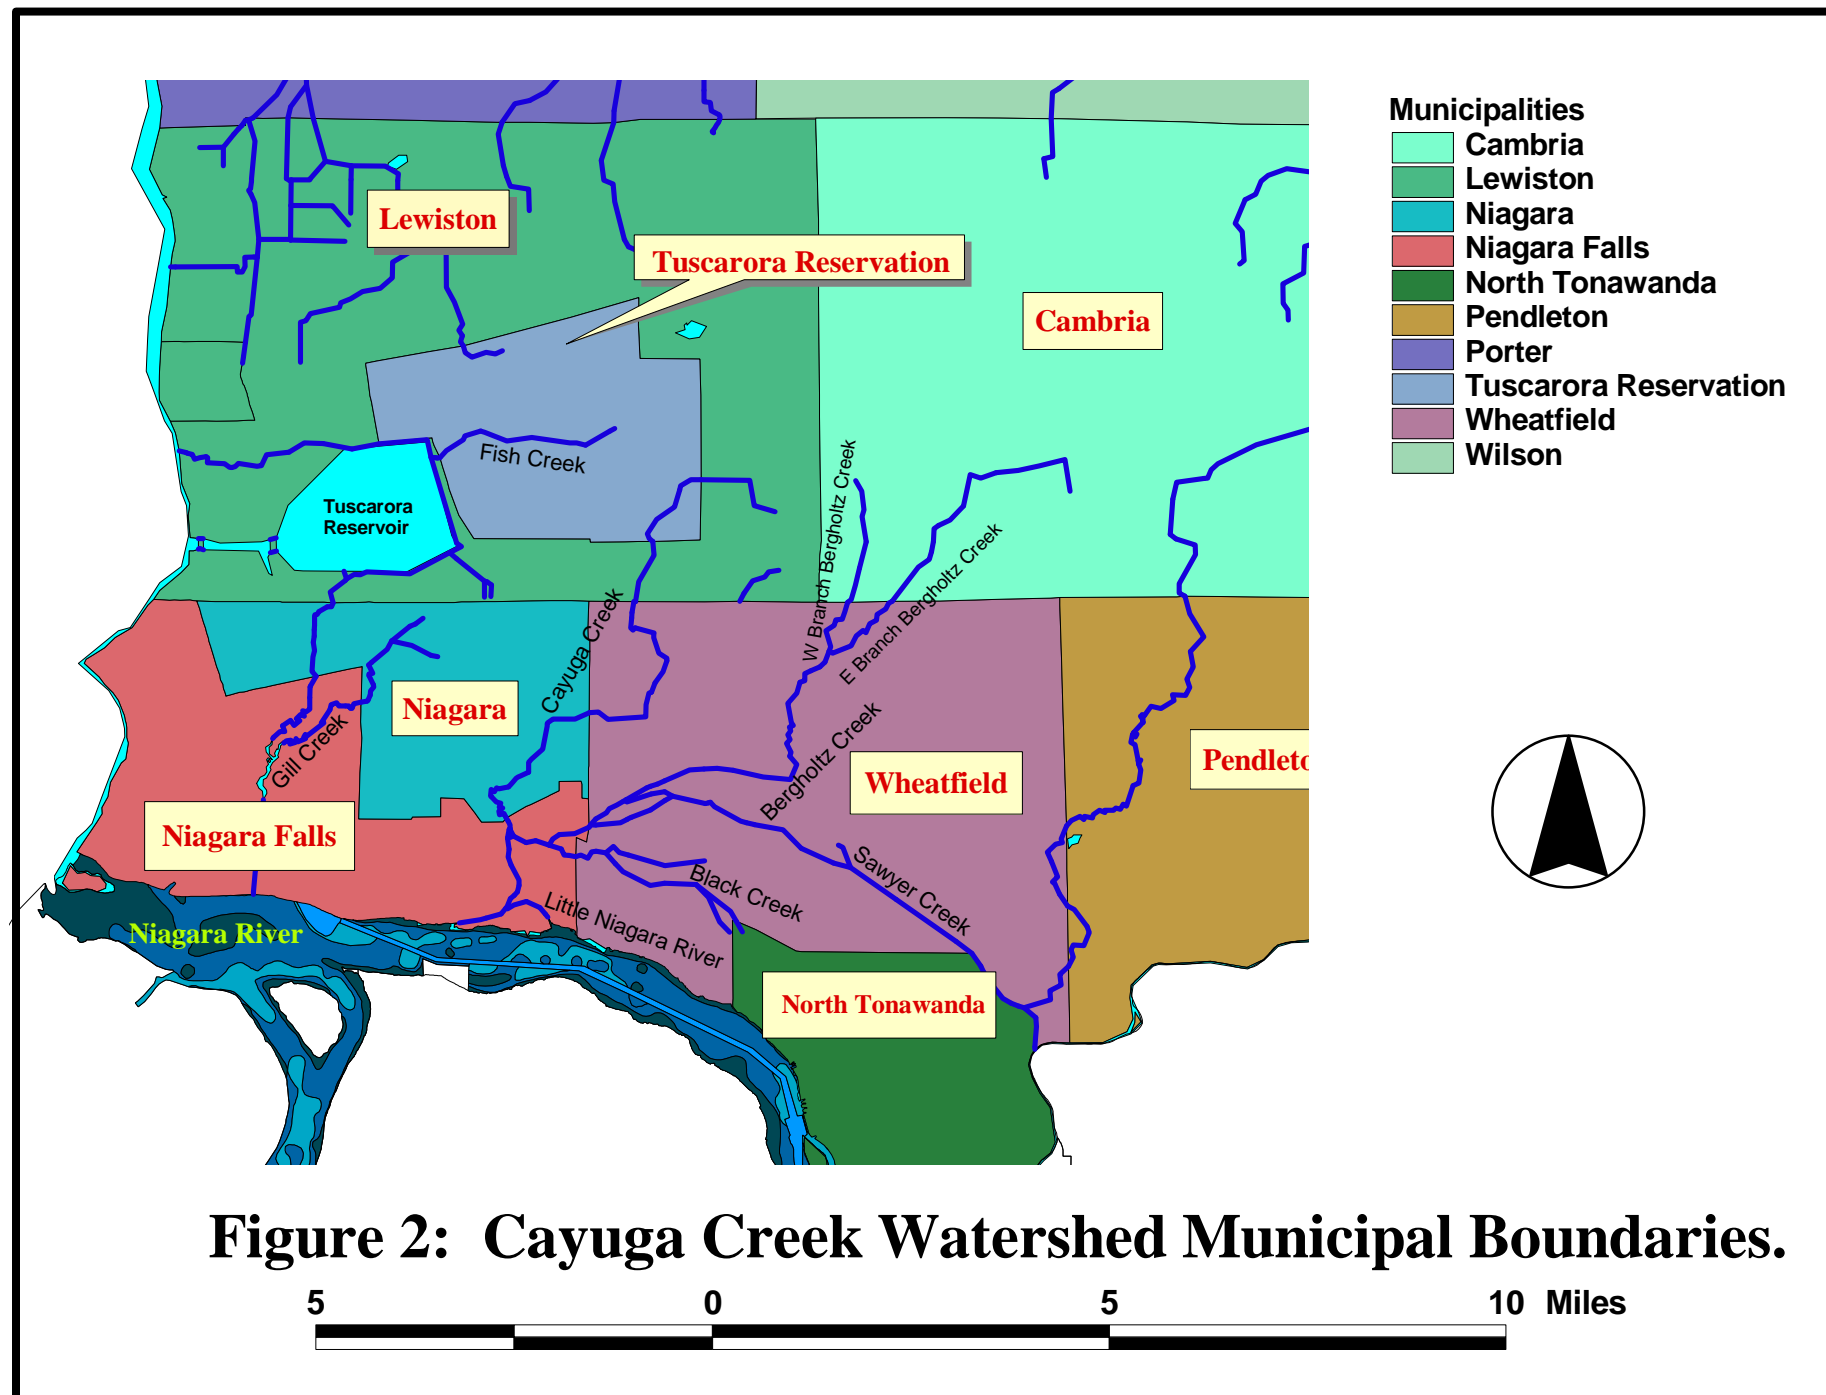 Municipalities
Cambria
Lewiston
Niagara
Niagara Falls
North Tonawanda
Pendleton
Porter
Tuscarora Reservation
Wheatfield
Wilson
Lewiston
Tuscarora Reservation
Cambria
Fish Creek
Tuscarora
Reservoir
W Branch Bergholtz Creek
E Branch Bergholtz Creek
Cayuga Creek
Niagara
Gill Creek
Bergholtz Creek
Wheatfield
Pendleto
Niagara Falls
Sawyer Creek
Black Creek
Little Niagara River
Niagara River
North Tonawanda
Figure 2: Cayuga Creek Watershed Municipal Boundaries.
5 0 5 10 Miles